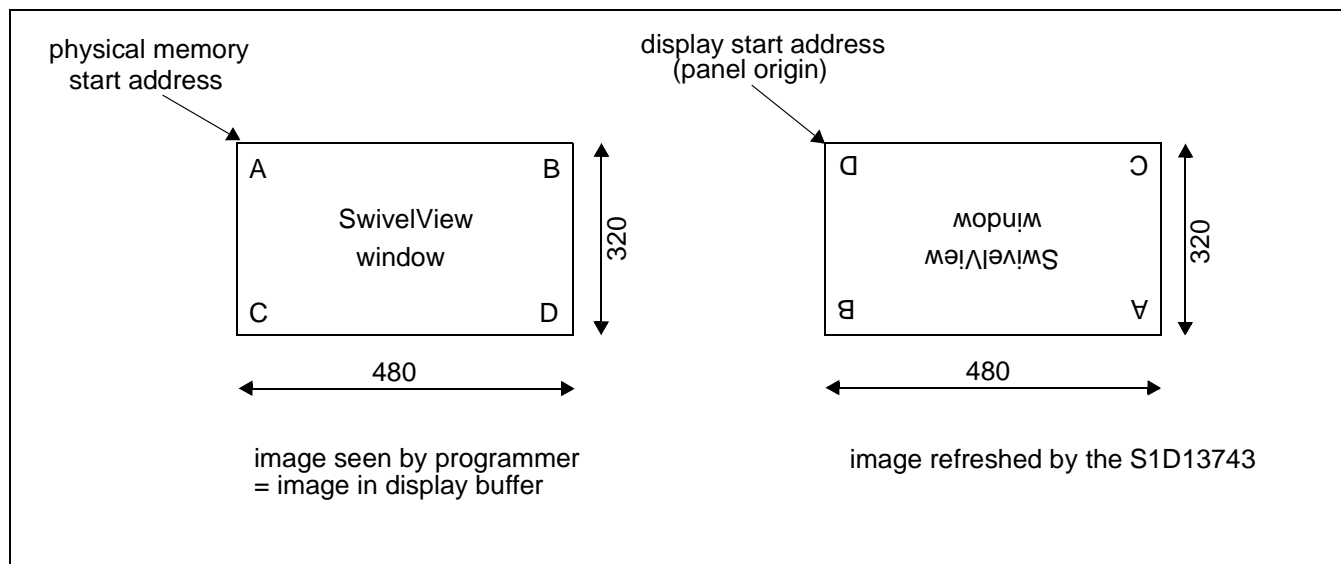 physical memory
start address
A
B
SwivelView
window
C
D
320
480
image seen by programmer
= image in display buffer
display start address
(panel origin)
D
C
window
SwivelView
B
A
320
480
image refreshed by the S1D13743